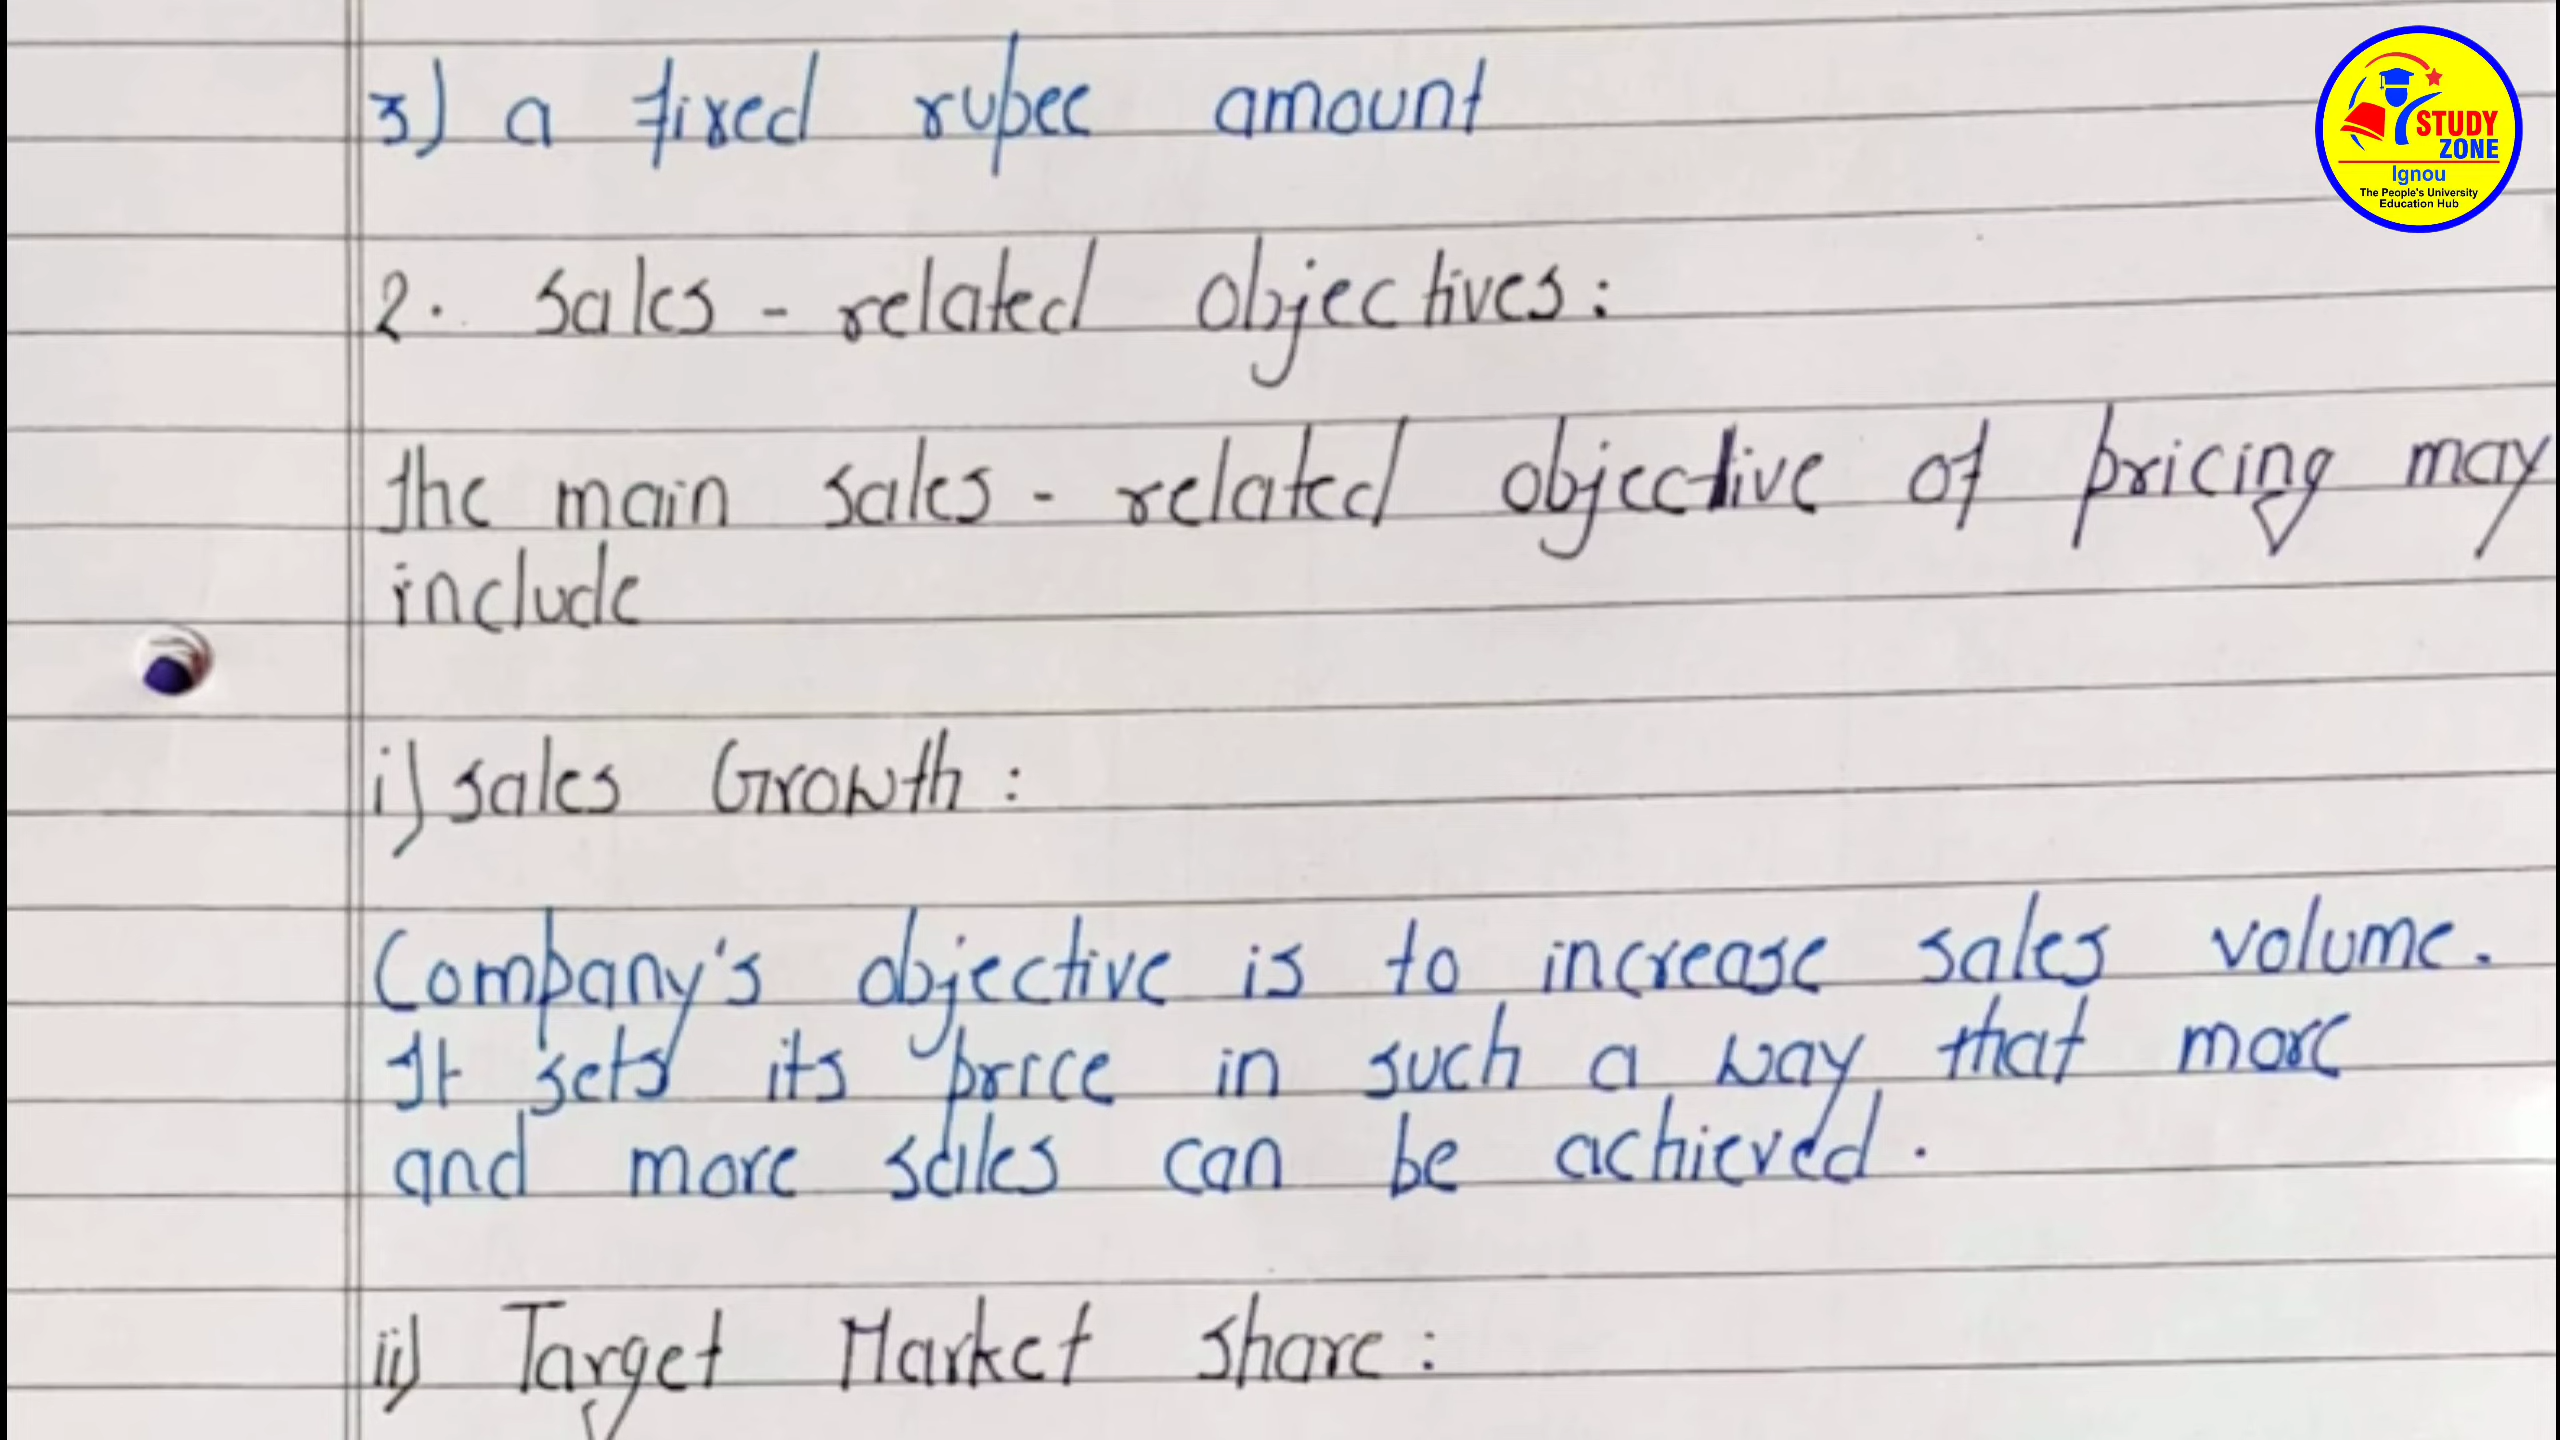 3) a fixed rupee amount
STUDY
ZONE
Ignou
The People's University
Education Hub
2. Sales - related objectives:
the main sales - related objective of pricing may
include
i) sales Growth:
Company's objective is to increase sales volume.
It sets its price in such a way that more
and more sales can be achieved.
ii) Target Market share: